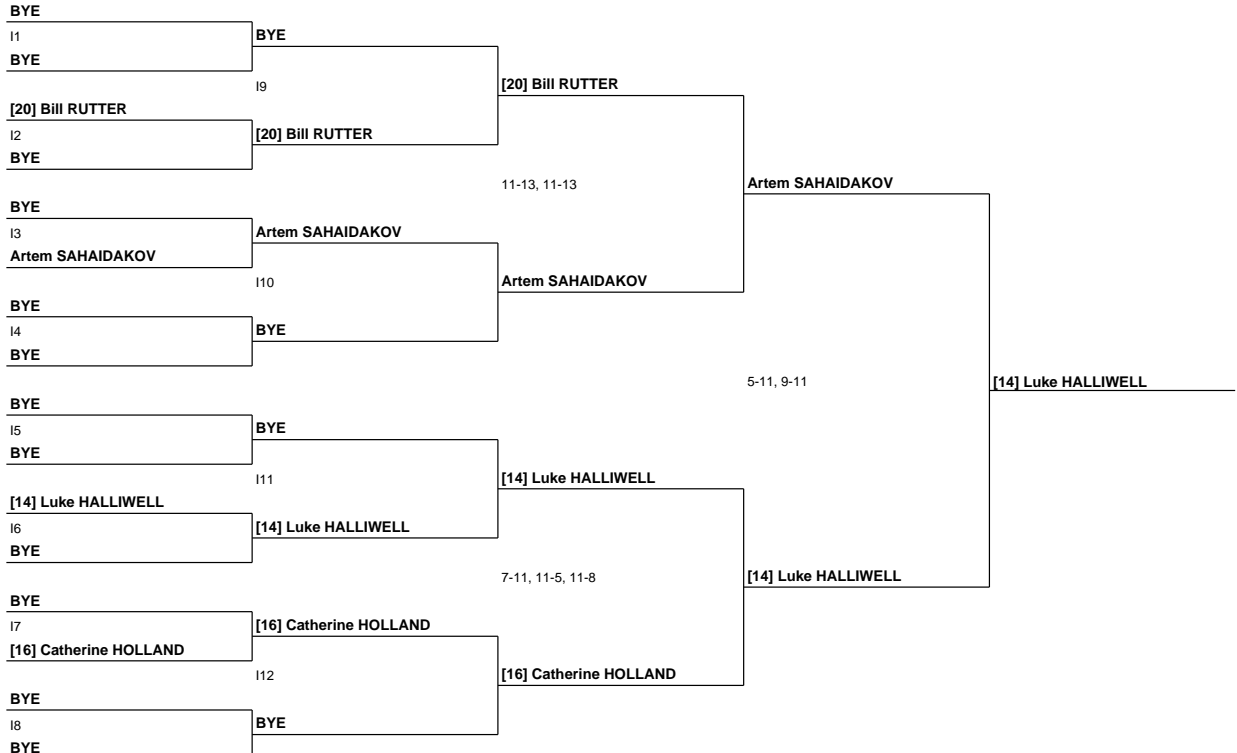 BYE
I1
BYE
BYE
I9
[20] Bill RUTTER
[20] Bill RUTTER
I2
[20] Bill RUTTER
BYE
11-13, 11-13
Artem SAHAIDAKOV
BYE
I3
Artem SAHAIDAKOV
Artem SAHAIDAKOV
I10
Artem SAHAIDAKOV
BYE
I4
BYE
BYE
5-11, 9-11
[14] Luke HALLIWELL
BYE
I5
BYE
BYE
I11
[14] Luke HALLIWELL
[14] Luke HALLIWELL
I6
[14] Luke HALLIWELL
BYE
7-11, 11-5, 11-8
[14] Luke HALLIWELL
BYE
I7
[16] Catherine HOLLAND
[16] Catherine HOLLAND
I12
[16] Catherine HOLLAND
BYE
I8
BYE
BYE